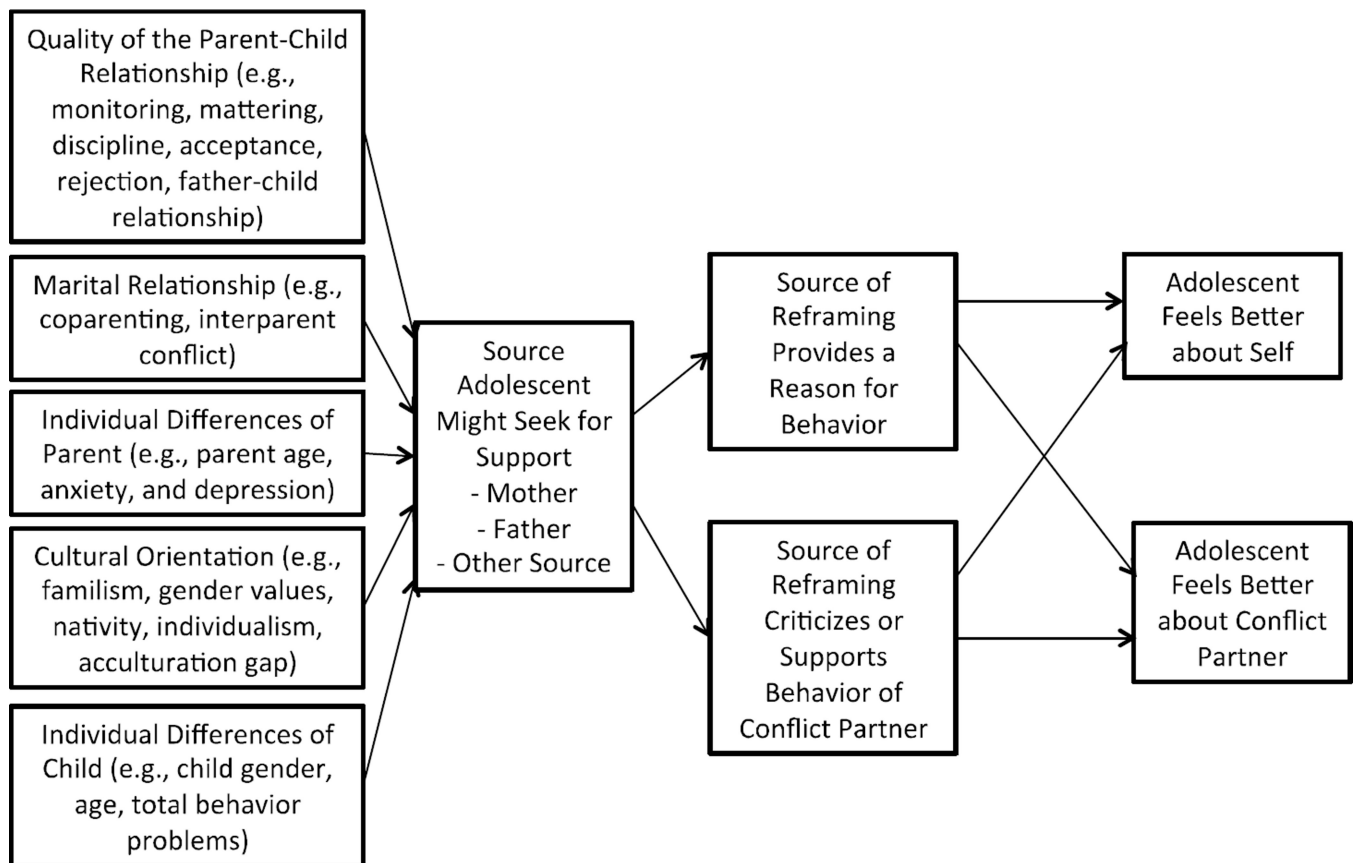 Quality of the Parent-Child
Relationship (e.g.,
monitoring, mattering,
discipline, acceptance,
rejection, father-child
relationship)
Marital Relationship (e.g.,
coparenting, interparent
conflict)
Individual Differences of
Parent (e.g., parent age,
anxiety, and depression)
Cultural Orientation (e.g.,
familism, gender values,
nativity, individualism,
acculturation gap)
Individual Differences of
Child (e.g., child gender,
age, total behavior
problems)
Source
Adolescent
Might Seek for
Support
- Mother
- Father
- Other Source
Source of
Reframing
Provides a
Reason for
Behavior
Source of
Reframing
Criticizes or
Supports
Behavior of
Conflict Partner
Adolescent
Feels Better
about Self
Adolescent
Feels Better
about Conflict
Partner